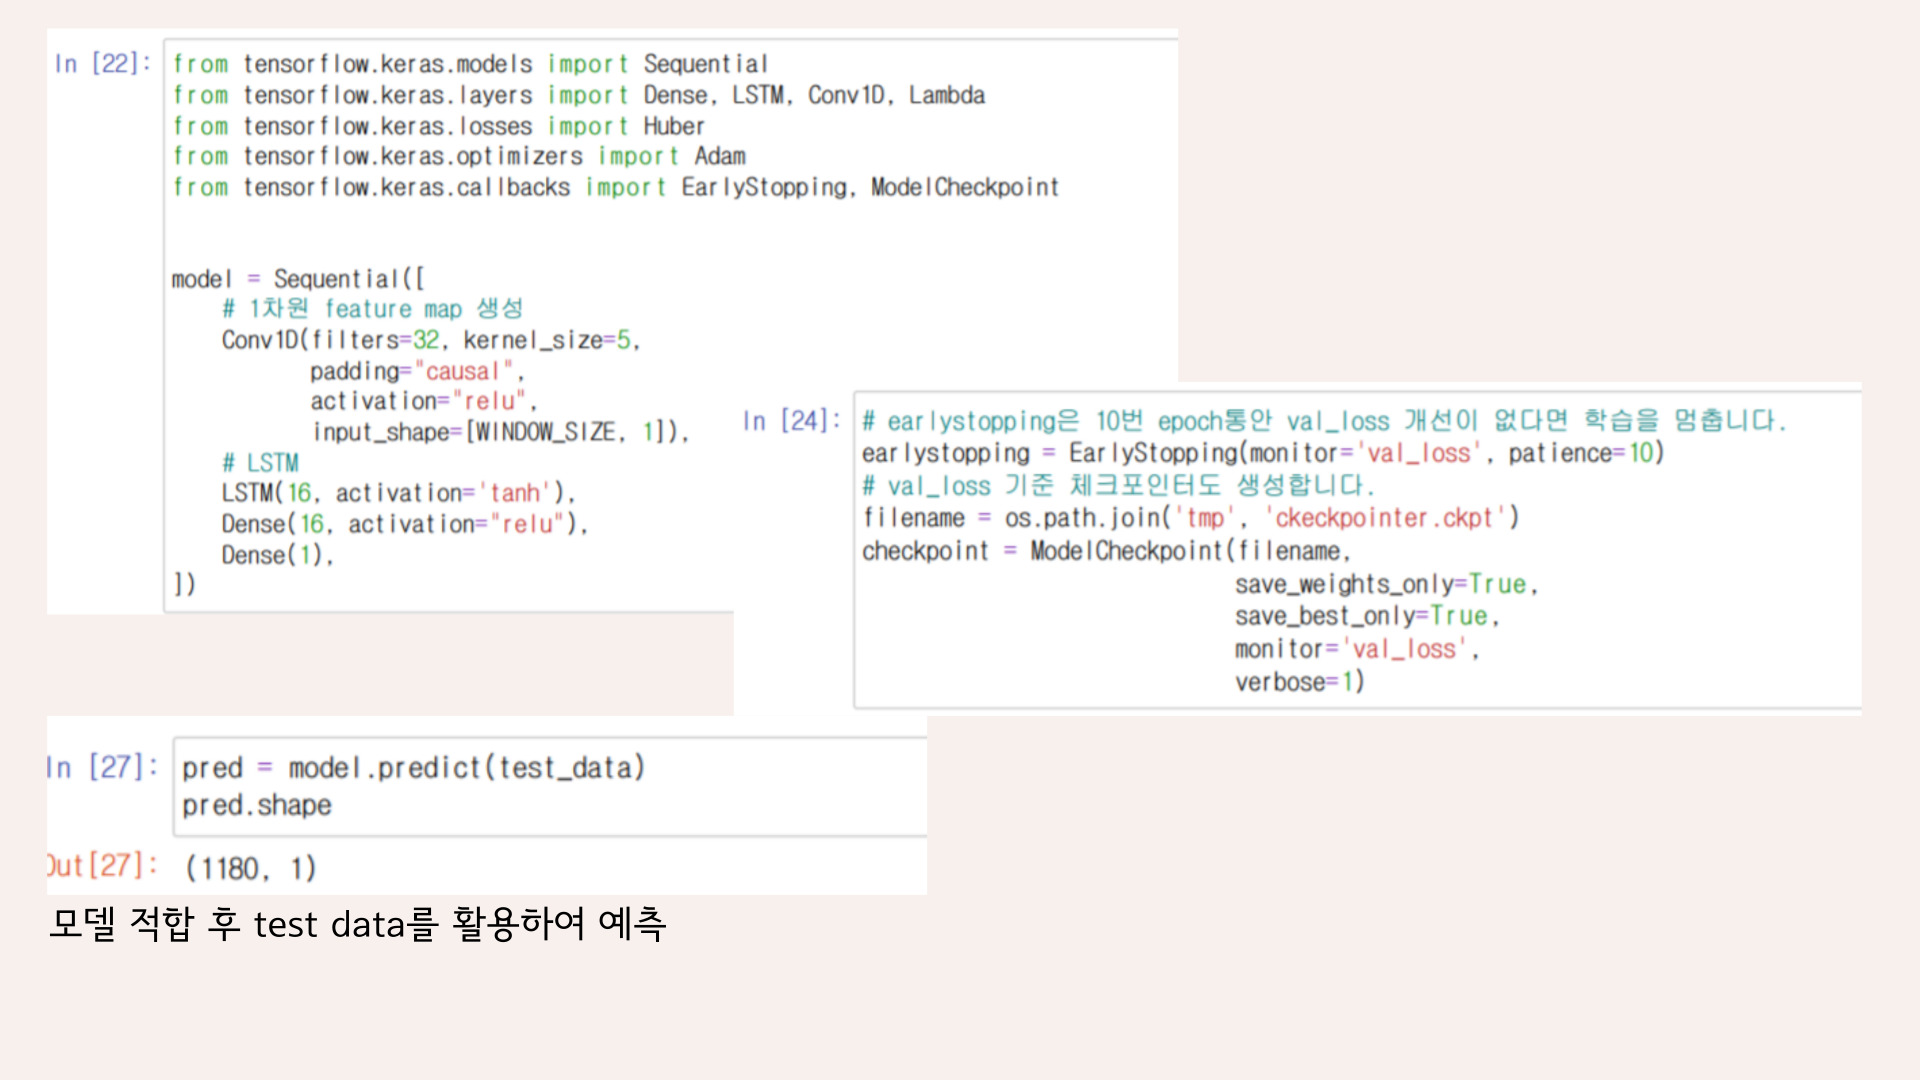 In [22]:
from tensorflow.keras.models import Sequential
from tensorflow.keras.layers import Dense, LSTM, Conv1D, Lambda
from tensorflow.keras.losses import Huber
from tensorflow.keras.optimizers import Adam
from tensorflow.keras.callbacks import EarlyStopping, ModelCheckpoint
model = Sequential([
# 1차원 feature map 생성
Conv1D(filters=32, kernel_size=5,
padding="causal",
activation="relu",
input_shape=[WINDOW_SIZE, 1]),
# LSTM
LSTM(16, activation='tanh'),
Dense(16, activation="relu"),
Dense(1),
])
In [24]:
# earlystopping은 10번 epoch통안 val_loss 개선이 없다면 학습을 멈춥니다.
earlystopping = EarlyStopping(monitor='val_loss', patience=10)
# val_loss 기준 체크포인터도 생성합니다.
filename = os.path.join('tmp', 'ckeckpointer.ckpt')
checkpoint = ModelCheckpoint(filename,
save_weights_only=True,
save_best_only=True,
monitor='val_loss',
verbose=1)
In [27]:
pred = model.predict(test_data)
pred.shape
Out[27]: (1180, 1)
모델 적합 후 test data를 활용하여 예측